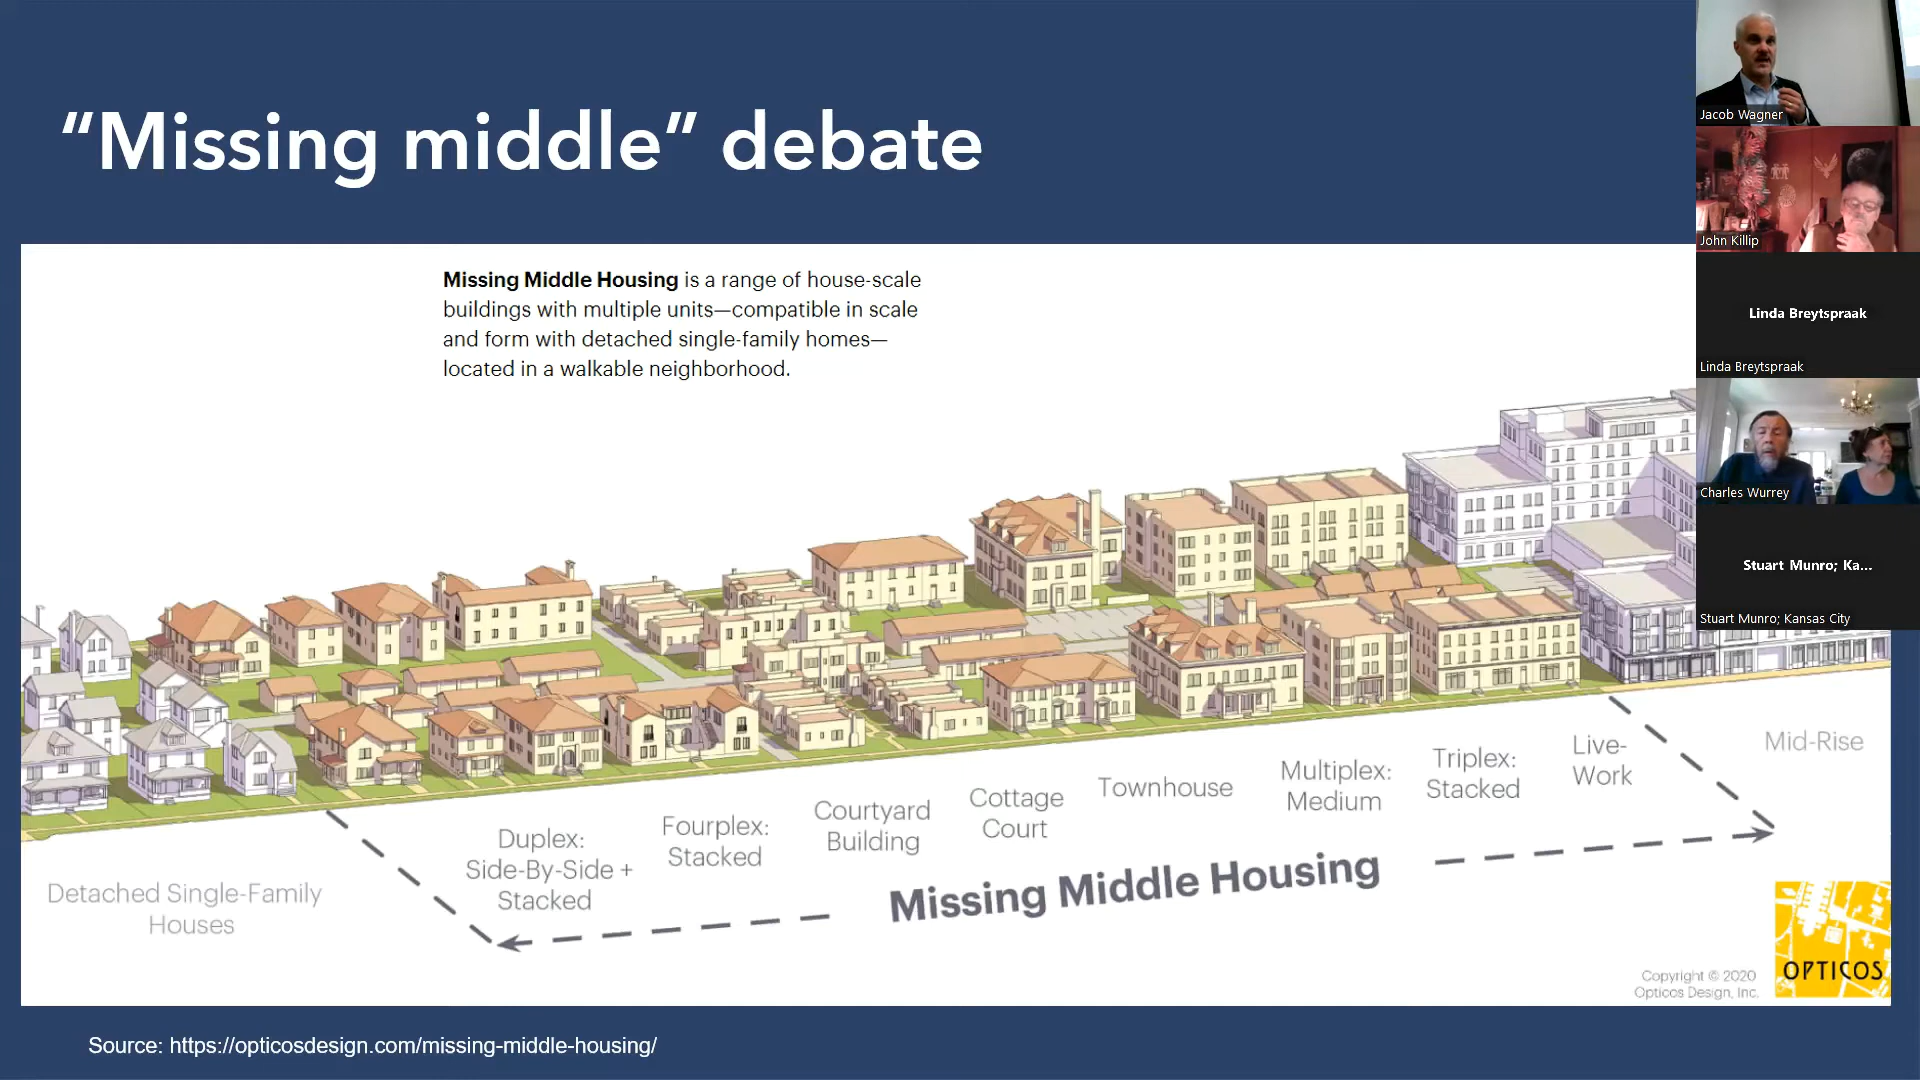 “Missing middle” debate
Missing Middle Housing is a range of house-scale
buildings with multiple units—compatible in scale
and form with detached single-family homes—
located in a walkable neighborhood.
Detached Single-Family
Houses
Duplex:
Side-By-Side +
Stacked
Fourplex:
Stacked
Courtyard
Building
Cottage
Court
Townhouse
Multiplex:
Medium
Triplex:
Stacked
Live-
Work
Mid-Rise
Missing Middle Housing
Copyright © 2020
Opticos Design, Inc.
OPTICOS
Source: https://opticosdesign.com/missing-middle-housing/
Jacob Wagner
John Killip
Linda Breytspraak
Linda Breytspraak
Charles Wurrey
Stuart Munro; Ka...
Stuart Munro; Kansas City